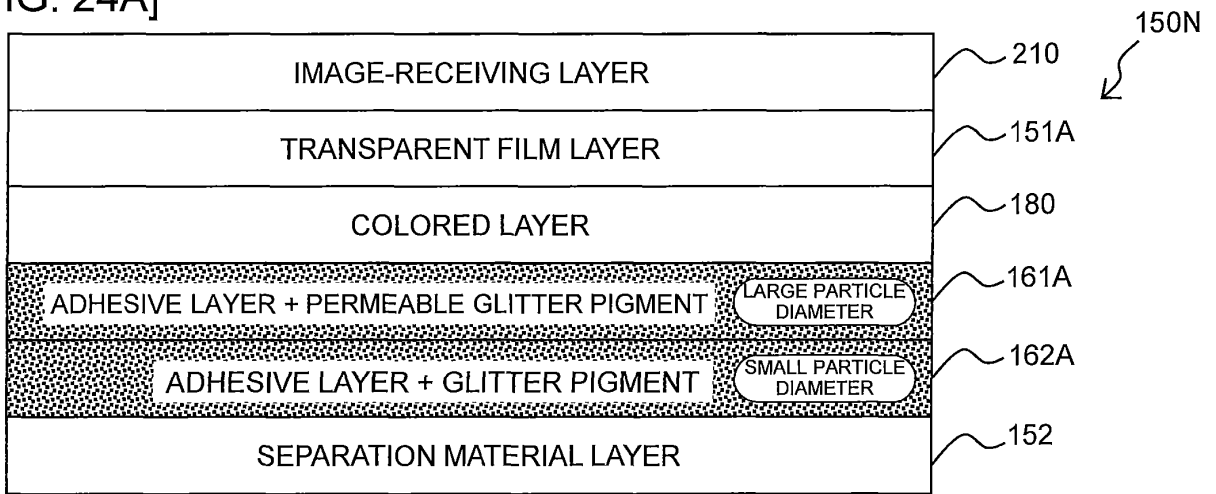 IG. 24A]
150N
IMAGE-RECEIVING LAYER 210
TRANSPARENT FILM LAYER 151A
COLORED LAYER 180
ADHESIVE LAYER + PERMEABLE GLITTER PIGMENT
LARGE PARTICLE
DIAMETER
161A
ADHESIVE LAYER + GLITTER PIGMENT
SMALL PARTICLE
DIAMETER
162A
SEPARATION MATERIAL LAYER 152